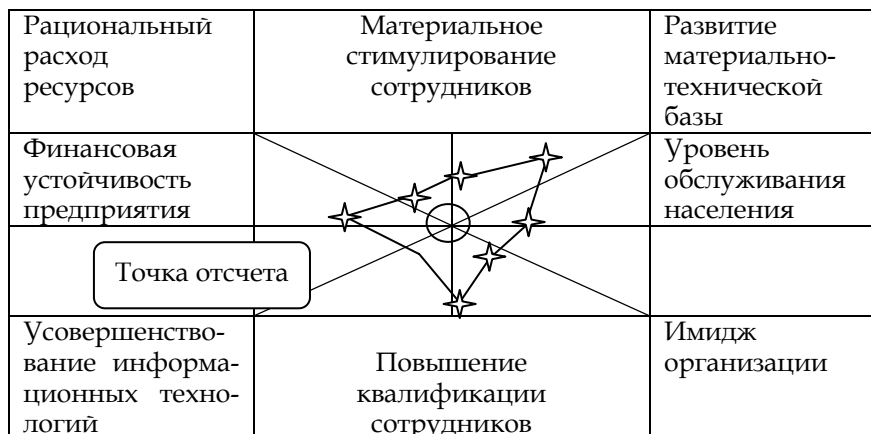 Рациональный
расход
ресурсов
Материальное
стимулирование
сотрудников
Развитие
материально-
технической
базы
Финансовая
устойчивость
предприятия
Уровень
обслуживания
населения
Точка отсчета
Усовершенство-
вание информа-
ционных техно-
логий
Повышение
квалификации
сотрудников
Имидж
организации